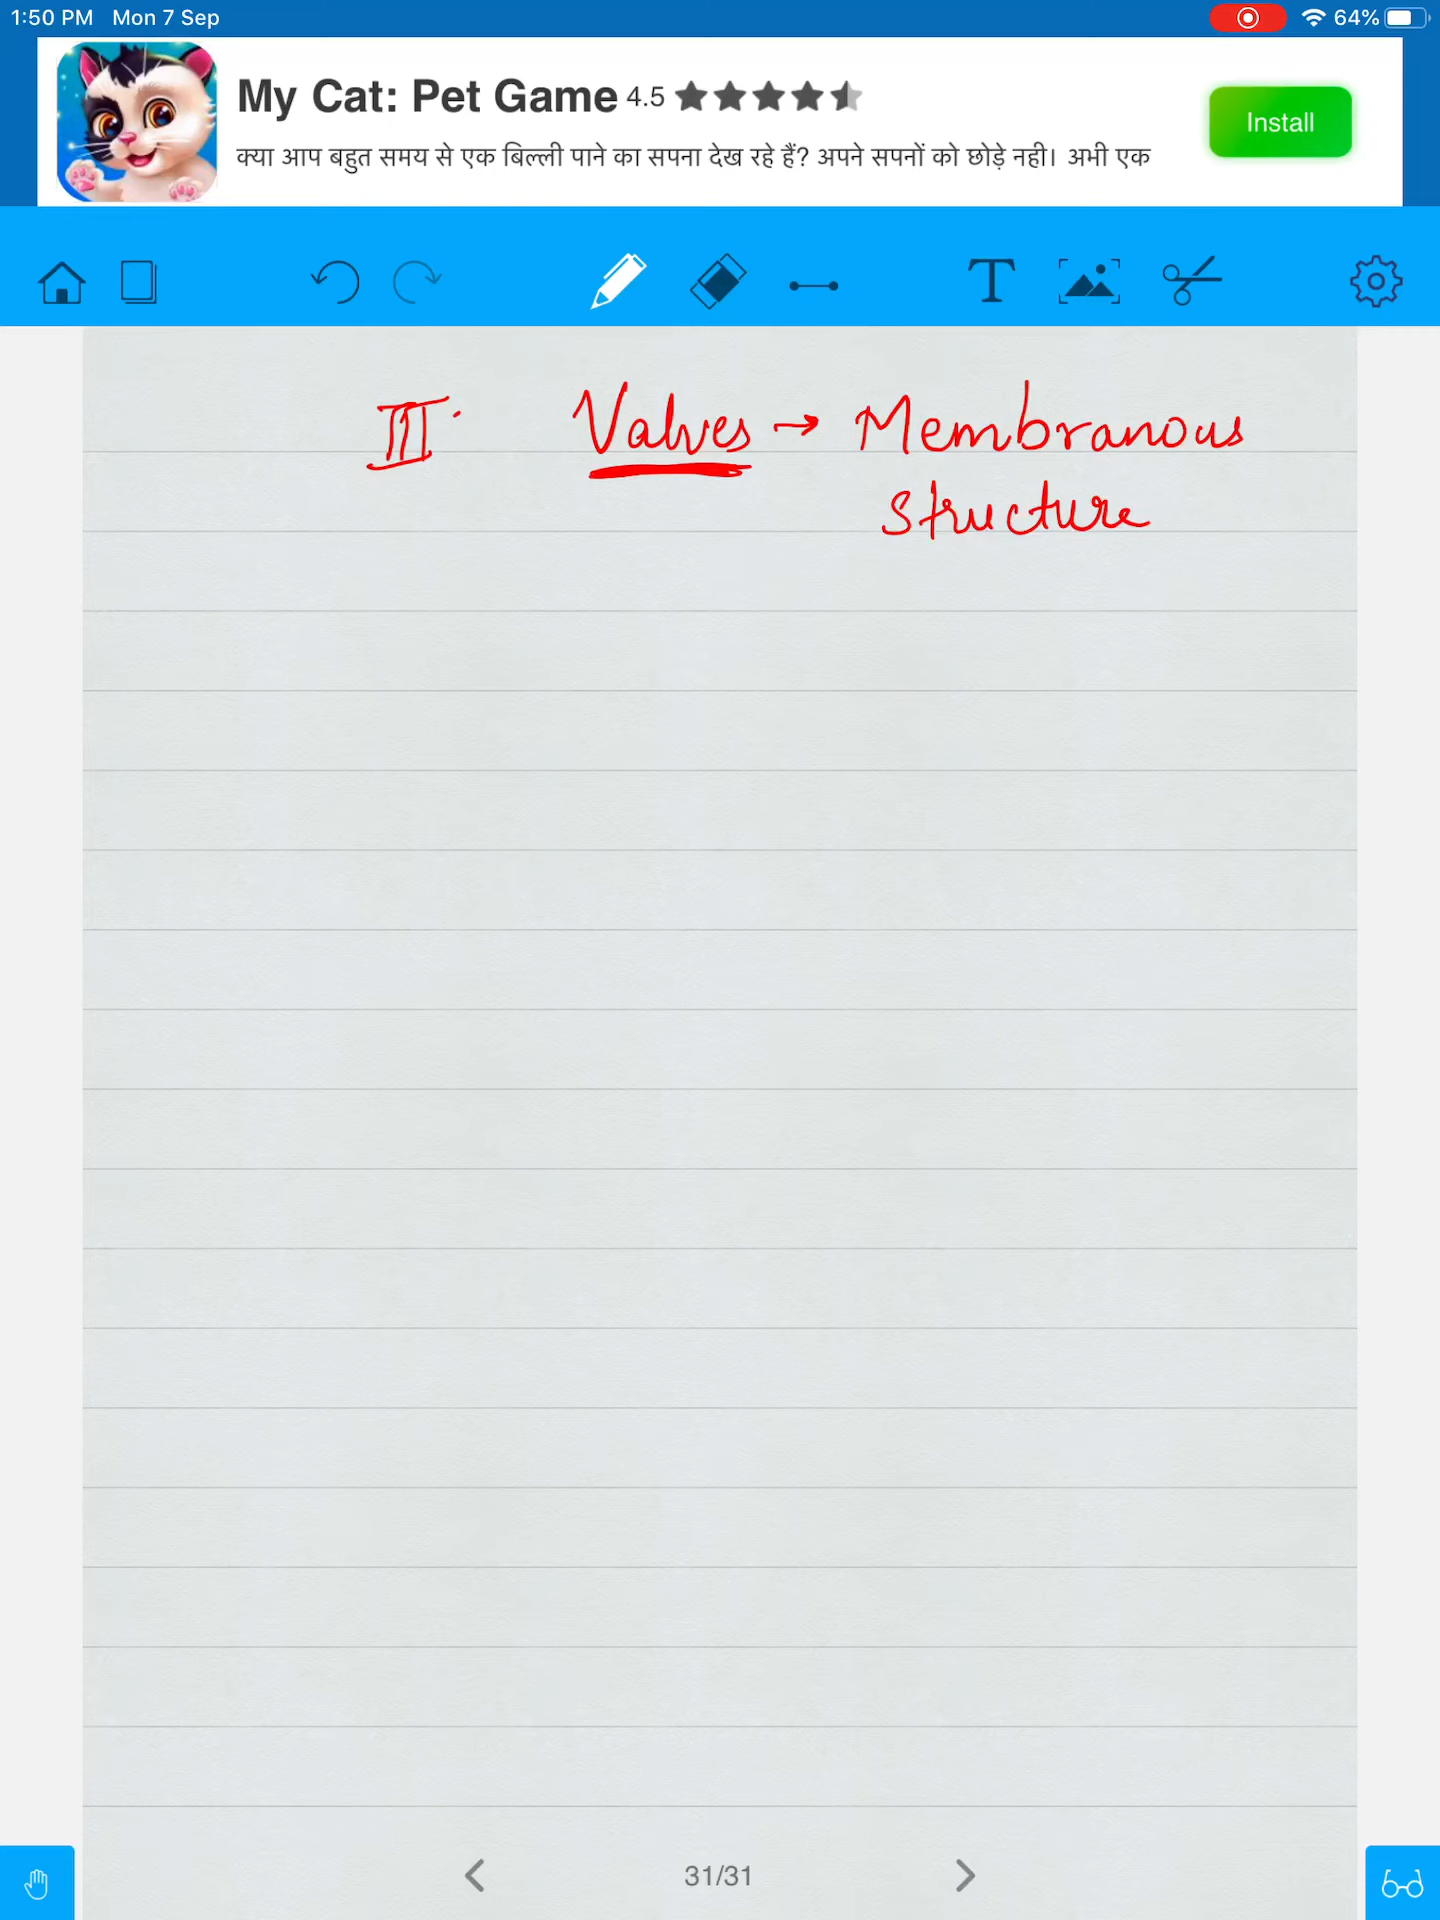 1:50 PM Mon 7 Sep 64%
My Cat: Pet Game 4.5
क्या आप बहुत समय से एक बिल्ली पाने का सपना देख रहे हैं? अपने सपनों को छोड़े नही। अभी एक
Install
T
III. Valves → Membranous
structure
31/31